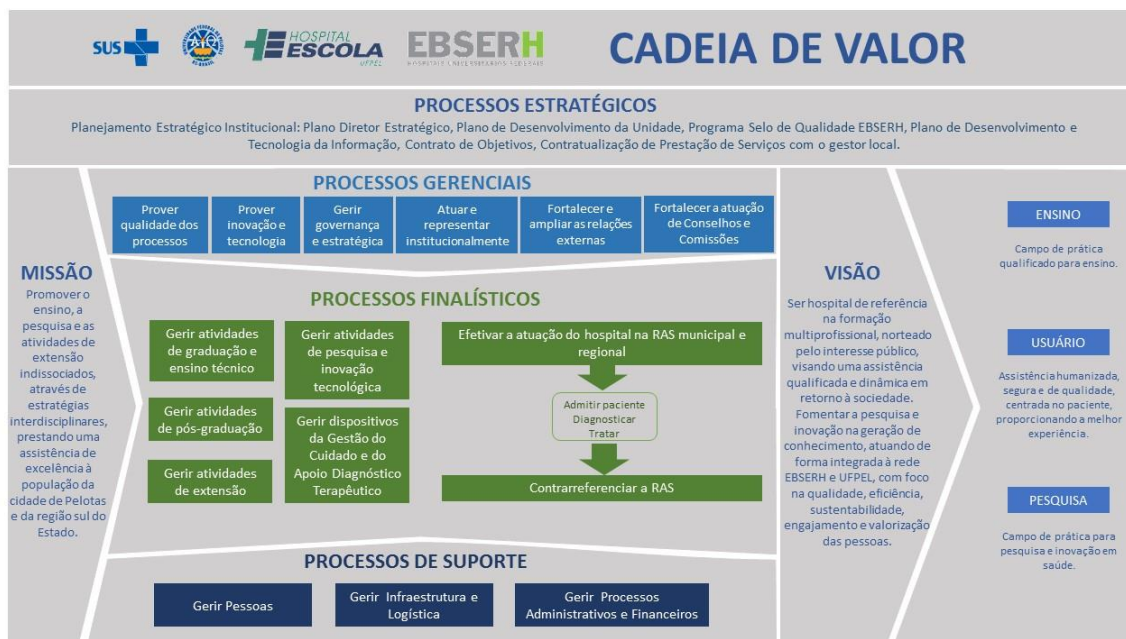 SUS
HOSPITAL
ESCOLA
UFPEL
EBSERH
HOSPITAIS UNIVERSITÁRIOS FEDERAIS
CADEIA DE VALOR
PROCESSOS ESTRATÉGICOS
Planejamento Estratégico Institucional: Plano Diretor Estratégico, Plano de Desenvolvimento da Unidade, Programa Selo de Qualidade EBSERH, Plano de Desenvolvimento e
Tecnologia da Informação, Contrato de Objetivos, Contratualização de Prestação de Serviços com o gestor local.
MISSÃO
Promover o
ensino, a
pesquisa e as
atividades de
extensão
indissociados,
através de
estratégias
interdisciplinares,
prestando uma
assistência de
excelência à
população da
cidade de Pelotas
e da região sul do
Estado.
PROCESSOS GERENCIAIS
Prover
qualidade dos
processos
Prover
inovação e
tecnologia
Gerir
governança
e estratégica
Atuar e
representar
institucionalmente
Fortalecer e
ampliar as relações
externas
Fortalecer a atuação
de Conselhos e
Comissões
PROCESSOS FINALÍSTICOS
Gerir atividades
de graduação e
ensino técnico
Gerir atividades
de pós-graduação
Gerir atividades
de extensão
Gerir atividades
de pesquisa e
inovação
tecnológica
Gerir dispositivos
da Gestão do
Cuidado e do
Apoio Diagnóstico
Terapêutico
Efetivar a atuação do hospital na RAS municipal e
regional
Admitir paciente
Diagnosticar
Tratar
Contrarreferenciar a RAS
PROCESSOS DE SUPORTE
Gerir Pessoas
Gerir Infraestrutura e
Logística
Gerir Processos
Administrativos e Financeiros
VISÃO
Ser hospital de referência
na formação
multiprofissional, norteado
pelo interesse público,
visando uma assistência
qualificada e dinâmica em
retorno à sociedade.
Fomentar a pesquisa e
inovação na geração de
conhecimento, atuando de
forma integrada à rede
EBSERH e UFPEL, com foco
na qualidade, eficiência,
sustentabilidade,
engajamento e valorização
das pessoas.
ENSINO
Campo de prática
qualificado para ensino.
USUÁRIO
Assistência humanizada,
segura e de qualidade,
centrada no paciente,
proporcionando a melhor
experiência.
PESQUISA
Campo de prática para
pesquisa e inovação em
saúde.